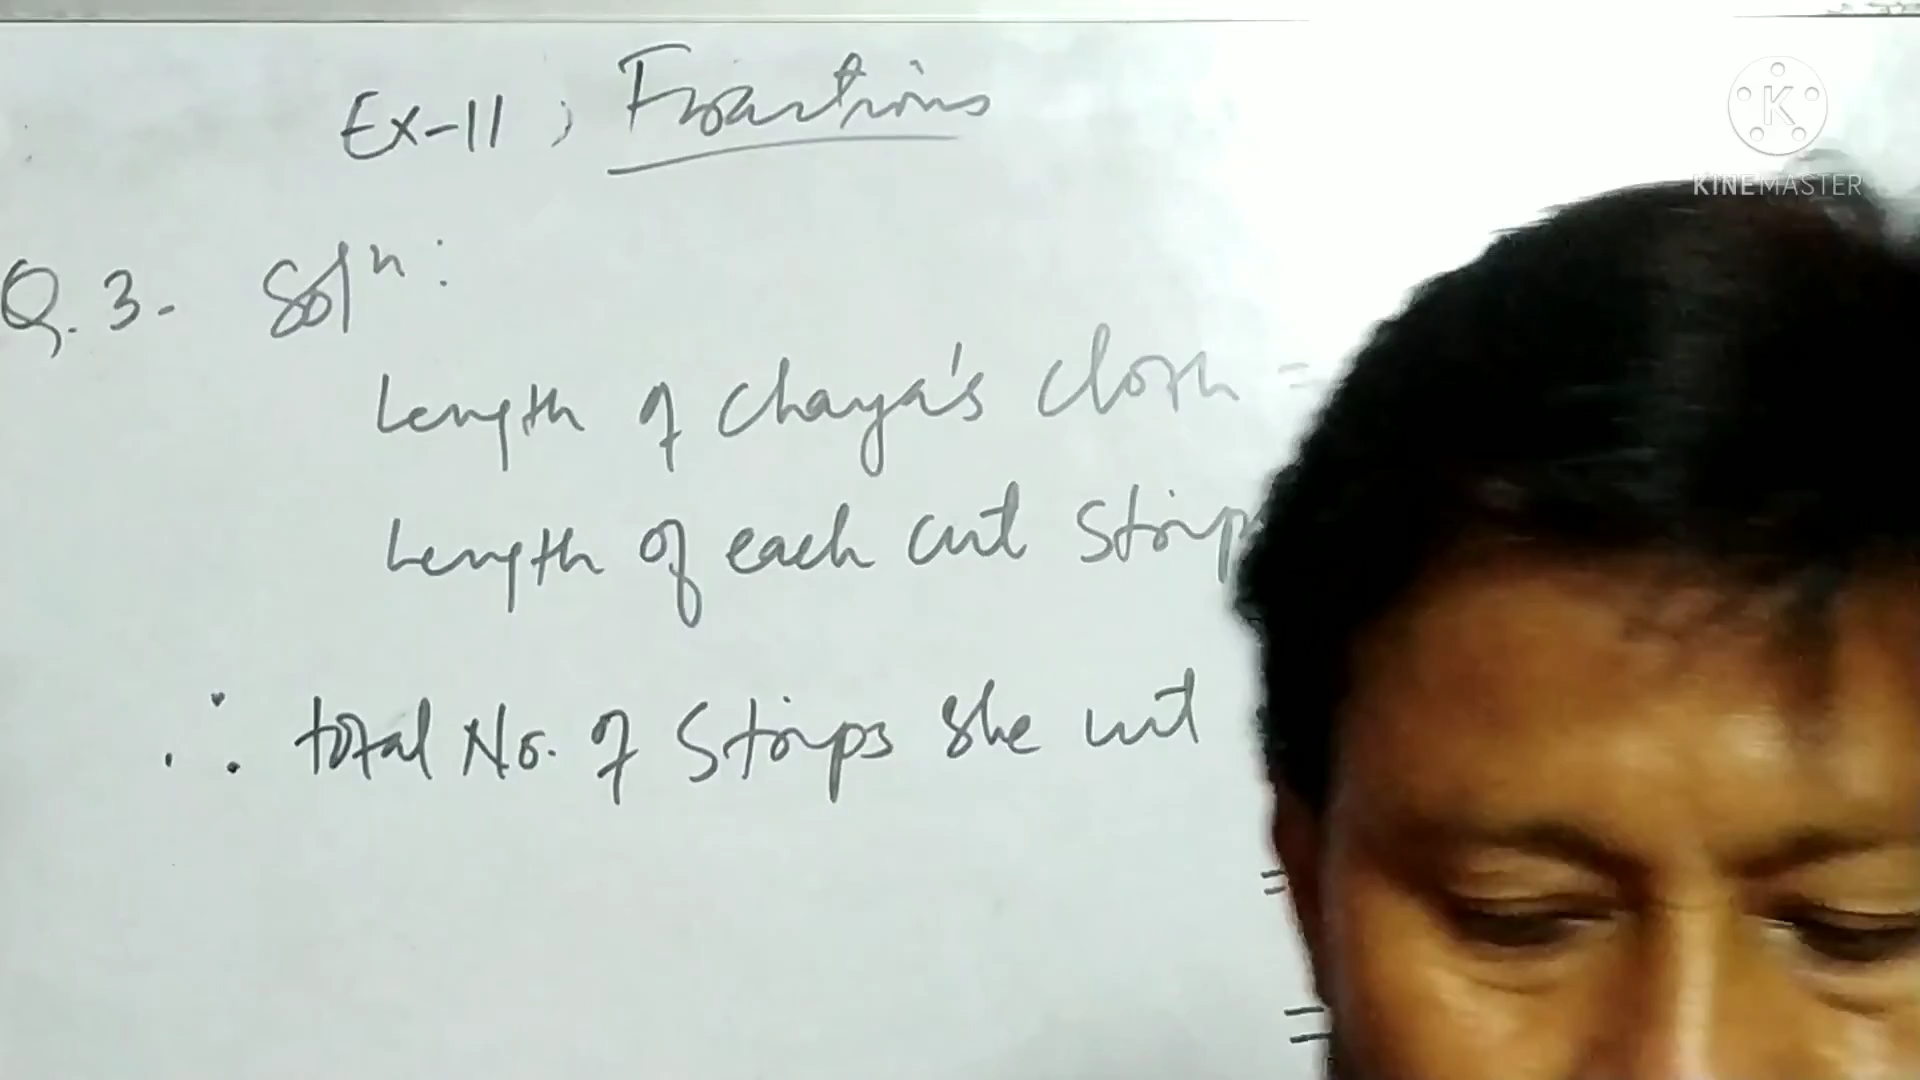 Ex-11; Fractions
K
KINEMASTER
Q.3. Solⁿ:
Length of Chaya's Cloth =
Length of each cut Strips
∴ total No. of Strips She cut
=
=